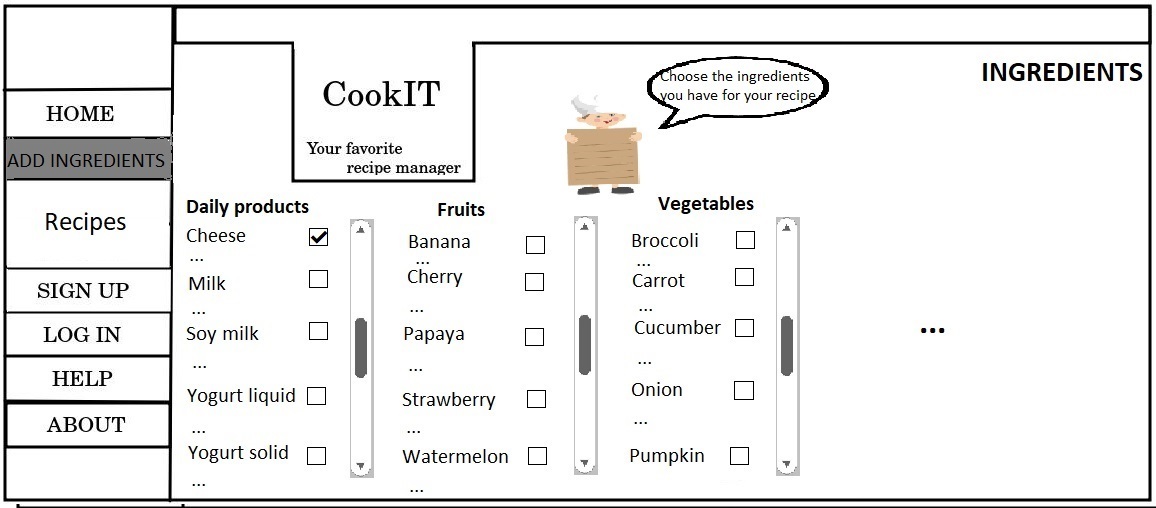 HOME
ADD INGREDIENTS
Recipes
SIGN UP
LOG IN
HELP
ABOUT
CookIT
Your favorite
recipe manager
Choose the ingredients
you have for your recipe
INGREDIENTS
Daily products
Cheese
...
Milk
...
Soy milk
...
Yogurt liquid
...
Yogurt solid
...
Fruits
Banana
...
Cherry
...
Papaya
...
Strawberry
...
Watermelon
...
Vegetables
Broccoli
...
Carrot
...
Cucumber
...
Onion
...
Pumpkin
...